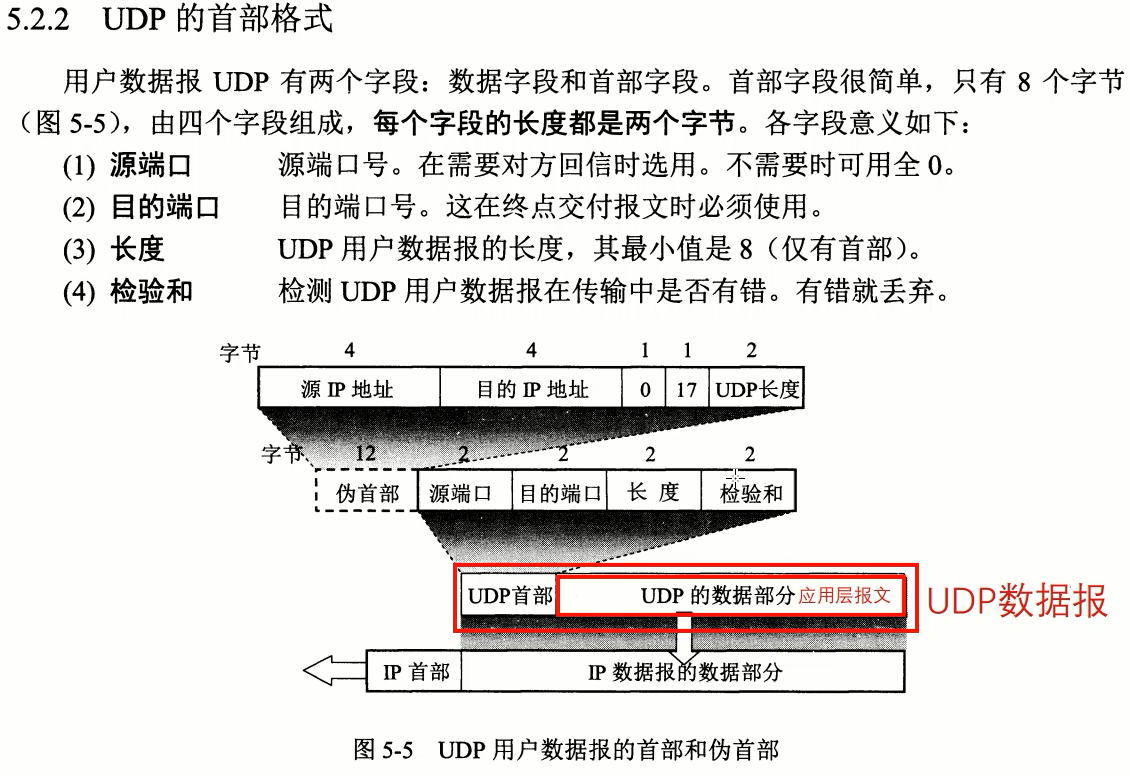 5.2.2 UDP 的首部格式
用户数据报 UDP 有两个字段：数据字段和首部字段。首部字段很简单，只有 8 个字节
（图 5-5），由四个字段组成，每个字段的长度都是两个字节。各字段意义如下：
(1) 源端口 源端口号。在需要对方回信时选用。不需要时可用全 0。
(2) 目的端口 目的端口号。这在终点交付报文时必须使用。
(3) 长度 UDP 用户数据报的长度，其最小值是 8（仅有首部）。
(4) 检验和 检测 UDP 用户数据报在传输中是否有错。有错就丢弃。
字节 4 4 1 1 2
源 IP 地址 目的 IP 地址 0 17 UDP长度
字节 12 2 2 2 2
伪首部 源端口 目的端口 长 度 检验和
UDP首部 UDP 的数据部分 应用层报文 UDP数据报
IP 首部 IP 数据报的数据部分
图 5-5 UDP 用户数据报的首部和伪首部